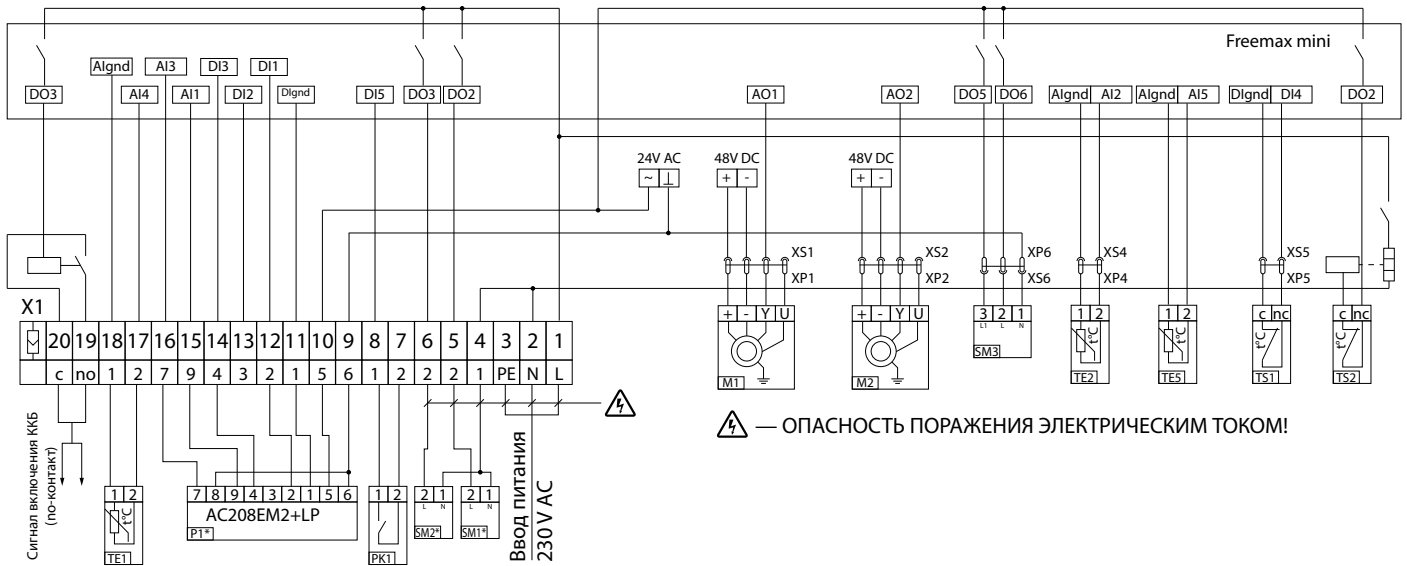 Freemax mini
AIgnd AI3 DI3 DI1
DO3 AI4 AI1 DI2 DIgnd DI5 DO3 DO2 AO1 AO2 DO5 DO6 AIgnd AI2 AIgnd AI5 DIgnd DI4 DO2
24V AC 48V DC 48V DC
~ ⊥ + - + -
XS1 XS2 XP6 XS4 XS5
XP1 XP2 XS6 XP4 XP5
X1
+ - Y U + - Y U 3 2 1 1 2 1 2 c nc c nc
L1 L N
20 19 18 17 16 15 14 13 12 11 10 9 8 7 6 5 4 3 2 1
t°C t°C t°C t°C
SM3
c no 1 2 7 9 4 3 2 1 5 6 1 2 2 2 1 PE N L
M1 M2 TE2 TE5 TS1 TS2
— ОПАСНОСТЬ ПОРАЖЕНИЯ ЭЛЕКТРИЧЕСКИМ ТОКОМ!
Сигнал включения ККБ
(no-контакт)
Ввод питания
230 V AC
1 2 7 8 9 4 3 2 1 5 6 1 2 2 1 2 1
L N L N
t°C
AC208EM2+LP
P1* SM2* SM1*
TE1 PK1